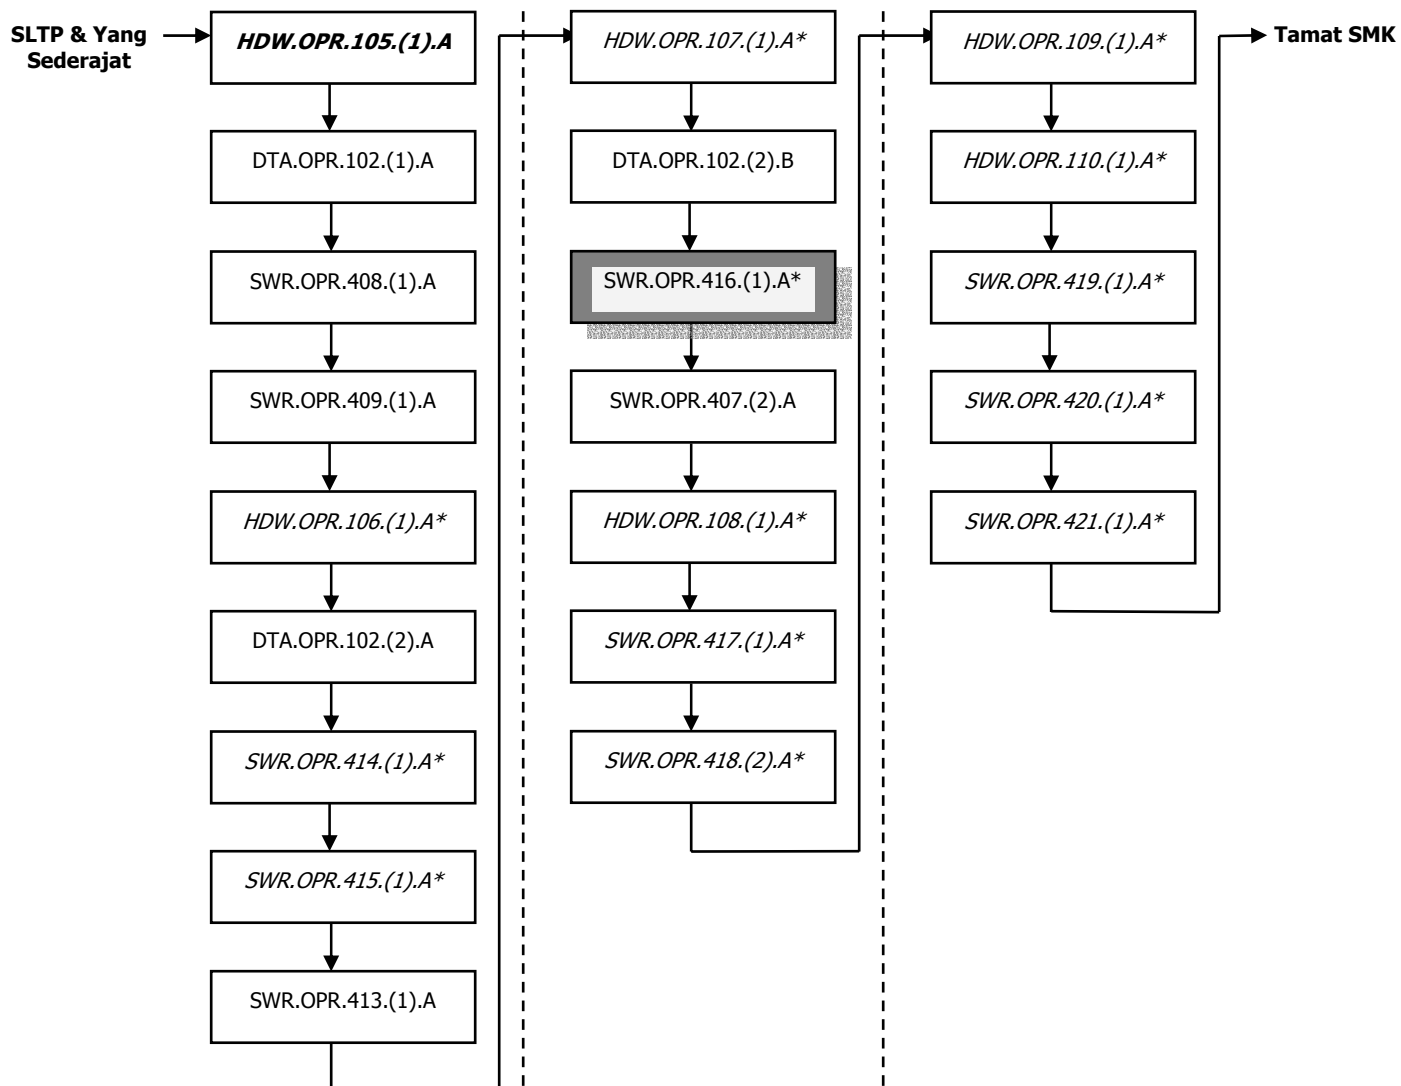 SLTP & Yang
Sederajat
HDW.OPR.105.(1).A
DTA.OPR.102.(1).A
SWR.OPR.408.(1).A
SWR.OPR.409.(1).A
HDW.OPR.106.(1).A*
DTA.OPR.102.(2).A
SWR.OPR.414.(1).A*
SWR.OPR.415.(1).A*
SWR.OPR.413.(1).A
HDW.OPR.107.(1).A*
DTA.OPR.102.(2).B
SWR.OPR.416.(1).A*
SWR.OPR.407.(2).A
HDW.OPR.108.(1).A*
SWR.OPR.417.(1).A*
SWR.OPR.418.(2).A*
HDW.OPR.109.(1).A*
HDW.OPR.110.(1).A*
SWR.OPR.419.(1).A*
SWR.OPR.420.(1).A*
SWR.OPR.421.(1).A*
Tamat SMK